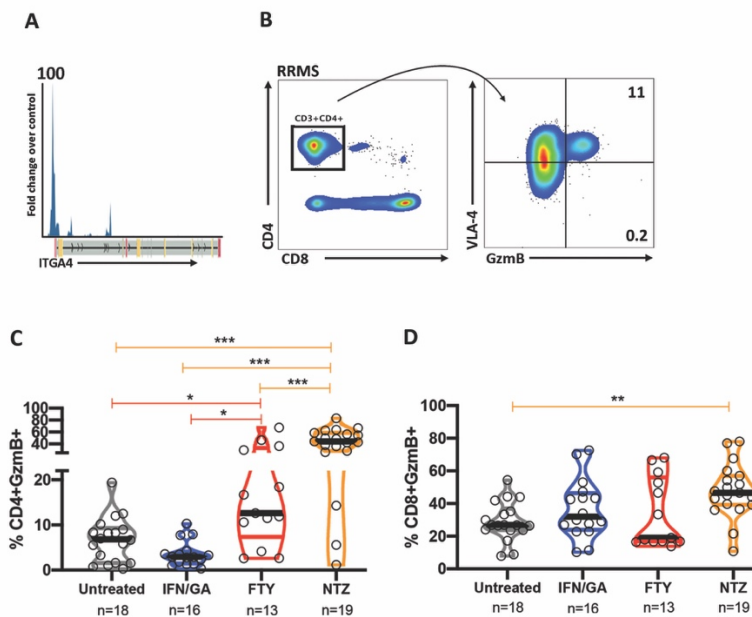 A
100
Fold change over control
ITGA4
B
RRMS
CD3+CD4+
CD4
CD8
11
0.2
VLA-4
GzmB
C
***
***
***
*
*
% CD4+GzmB+
100
80
60
40
20
10
0
Untreated IFN/GA FTY NTZ
n=18 n=16 n=13 n=19
D
**
% CD8+GzmB+
100
80
60
40
20
0
Untreated IFN/GA FTY NTZ
n=18 n=16 n=13 n=19